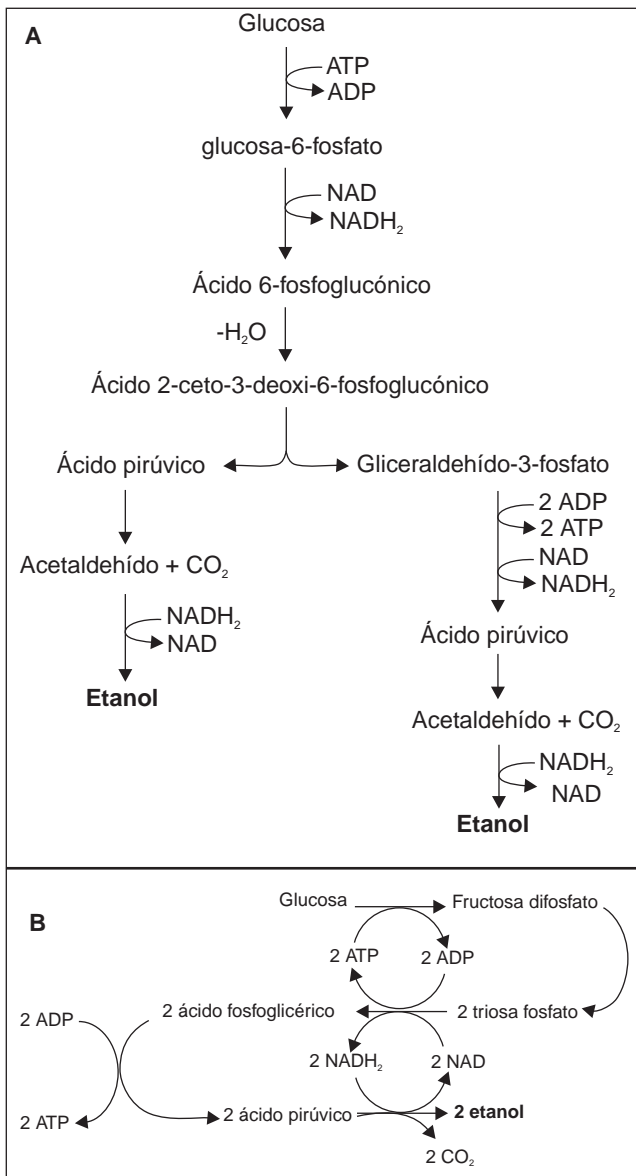 A
Glucosa
ATP
ADP
glucosa-6-fosfato
NAD
NADH₂
Ácido 6-fosfoglucónico
-H₂O
Ácido 2-ceto-3-deoxi-6-fosfoglucónico
Ácido pirúvico
Gliceraldehído-3-fosfato
2 ADP
2 ATP
Acetaldehído + CO₂
NAD
NADH₂
NADH₂
NAD
Ácido pirúvico
Etanol
Acetaldehído + CO₂
NADH₂
NAD
Etanol
B
Glucosa
Fructosa difosfato
2 ATP
2 ADP
2 ADP
2 ácido fosfoglicérico
2 triosa fosfato
2 NADH₂
2 NAD
2 ATP
2 ácido pirúvico
2 etanol
2 CO₂